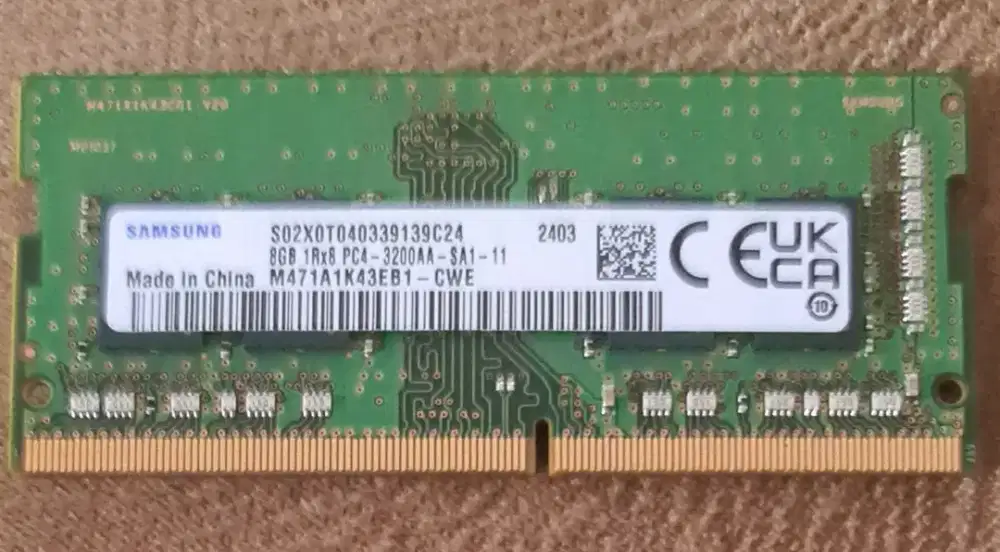 SAMSUNG
S02X0T040339139C24
2403
8GB 1Rx8 PC4-3200AA-SA1-11
Made in China
M471A1K43EB1-CWE
CE
UK
CA
10